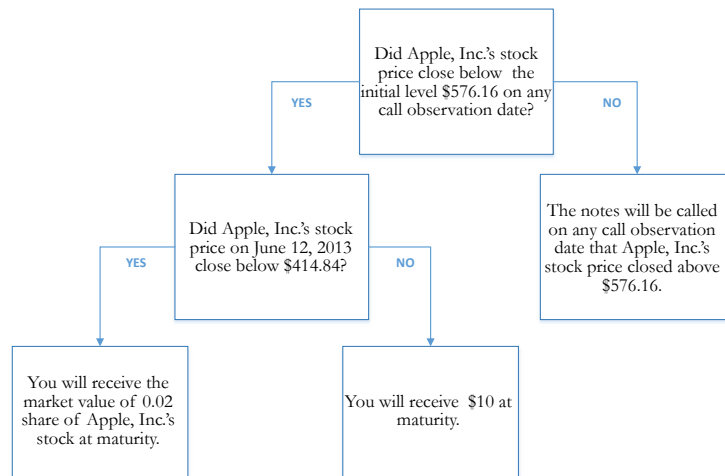 Did Apple, Inc.'s stock
price close below the
initial level $576.16 on any
call observation date?
YES
NO
Did Apple, Inc.'s stock
price on June 12, 2013
close below $414.84?
The notes will be called
on any call observation
date that Apple, Inc.'s
stock price closed above
$576.16.
YES
NO
You will receive the
market value of 0.02
share of Apple, Inc.'s
stock at maturity.
You will receive $10 at
maturity.